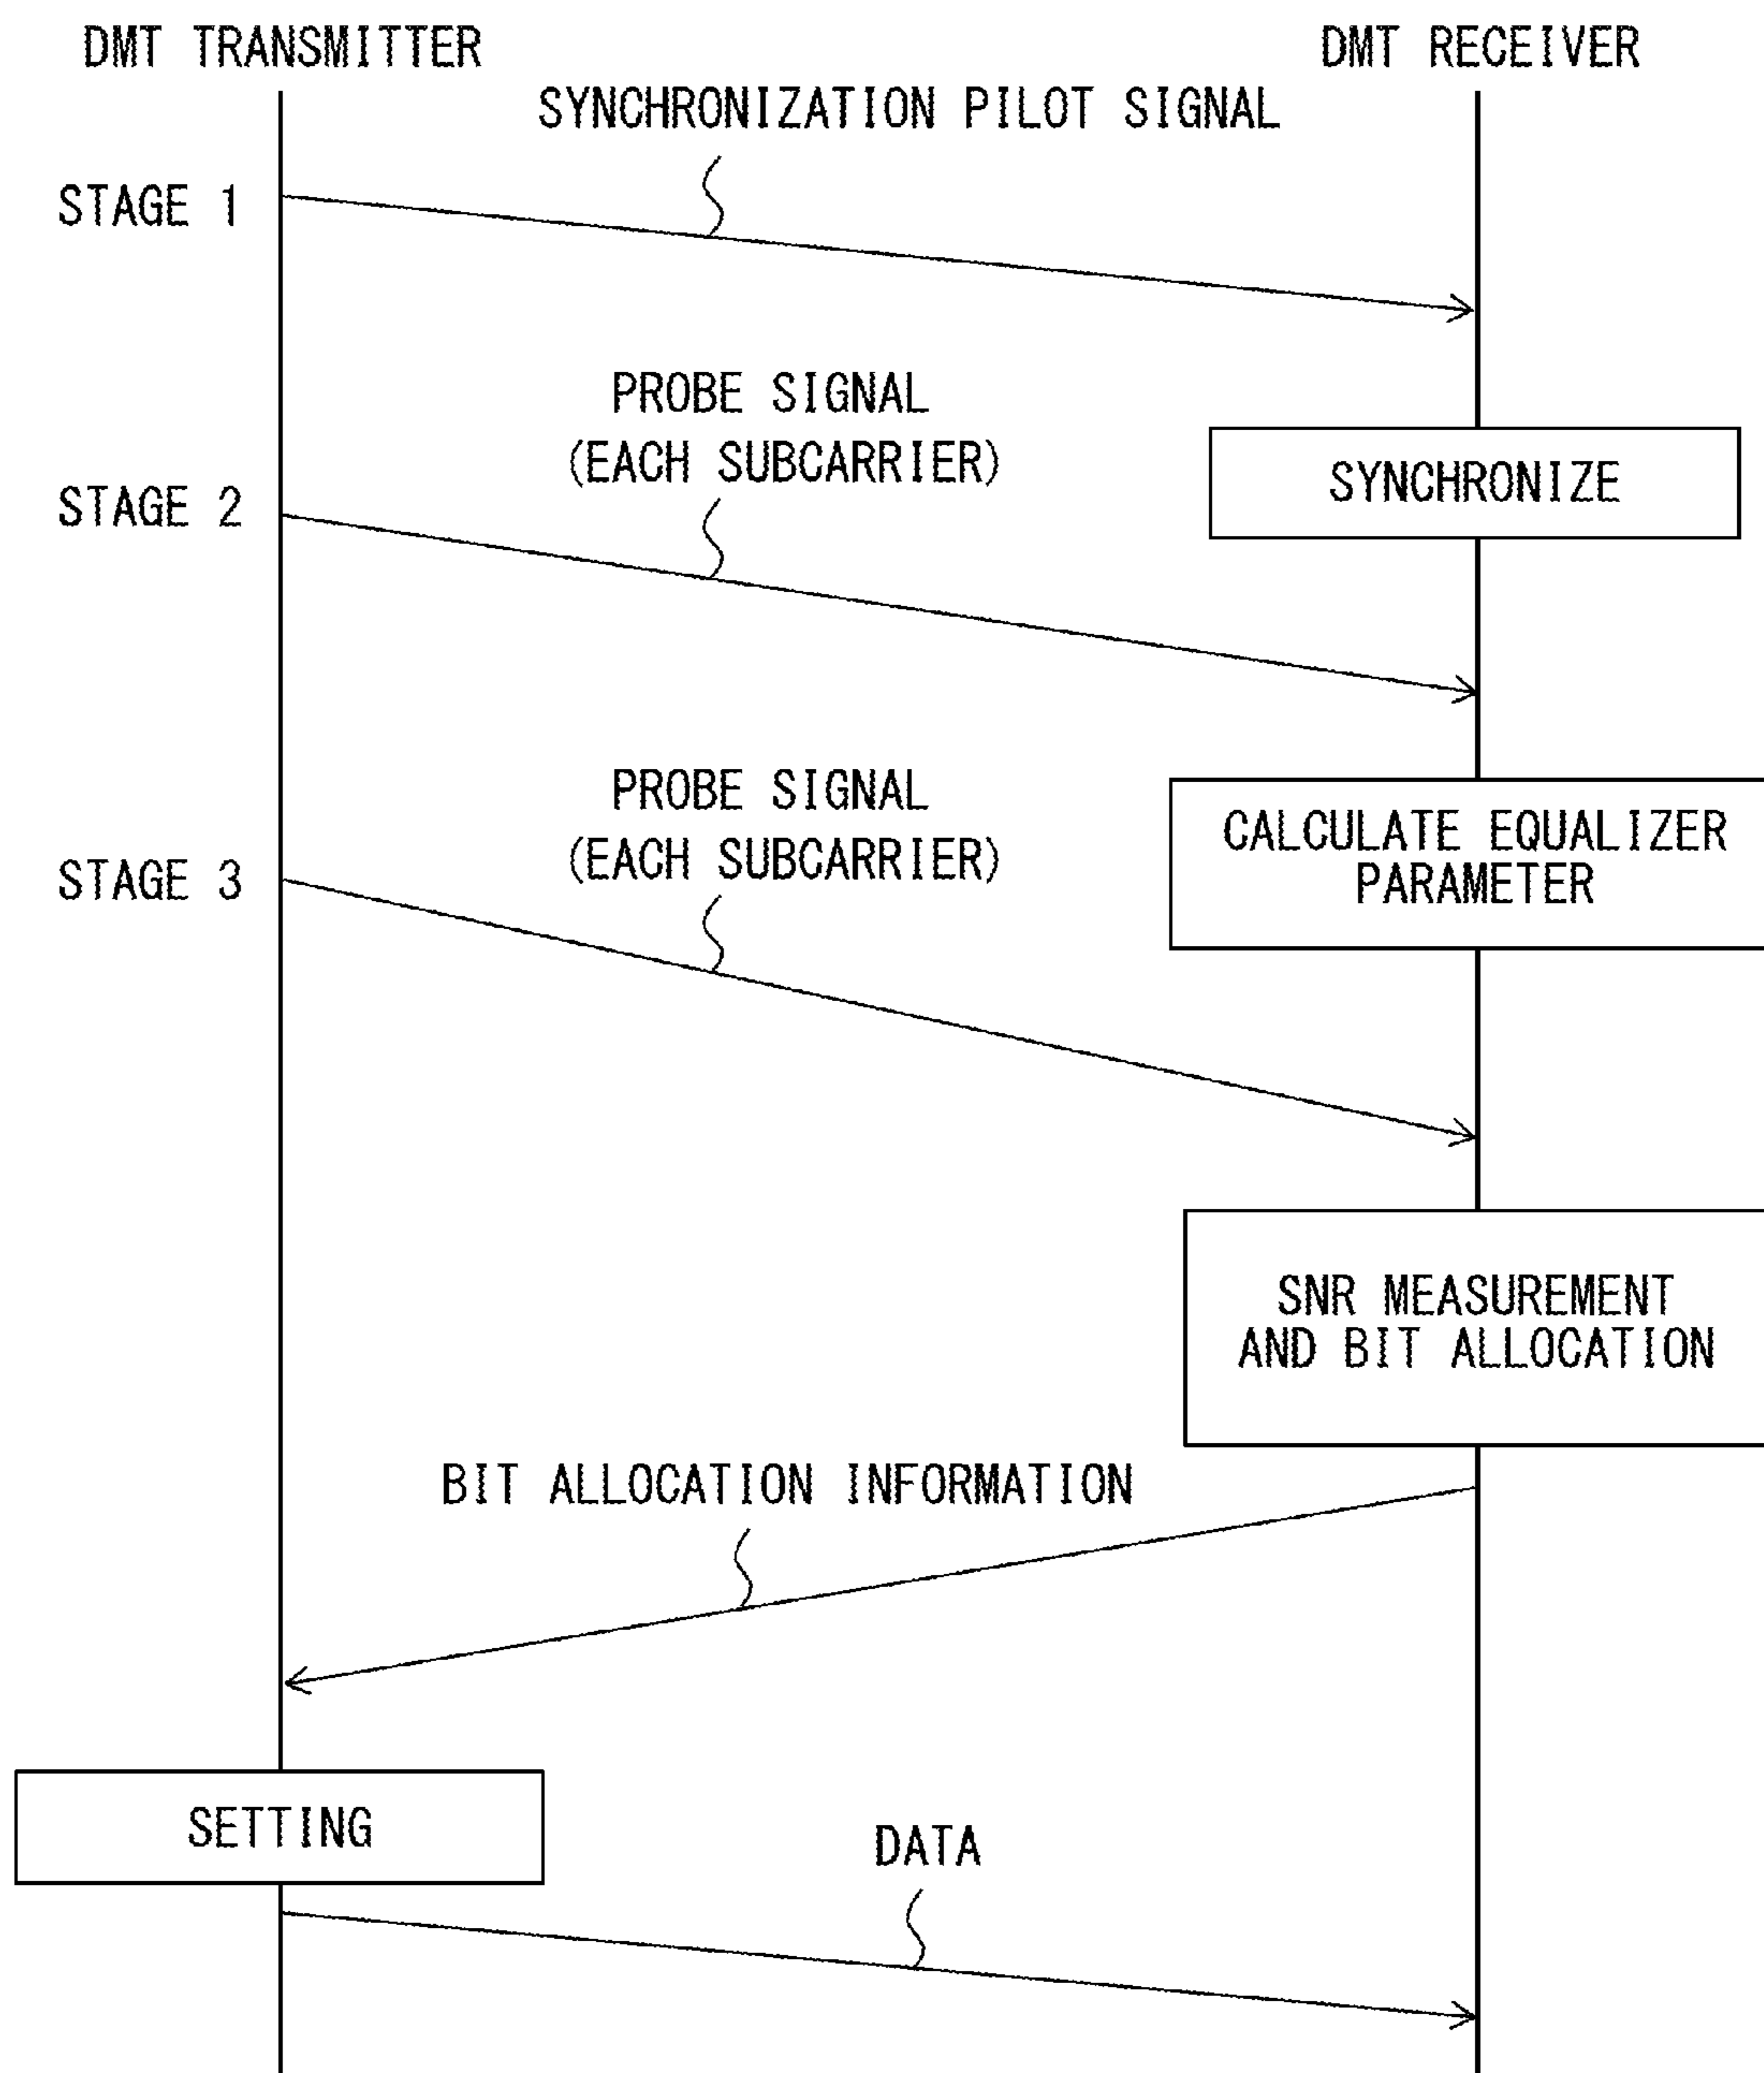 DMT TRANSMITTER
DMT RECEIVER
SYNCHRONIZATION PILOT SIGNAL
STAGE 1
PROBE SIGNAL
(EACH SUBCARRIER)
SYNCHRONIZE
STAGE 2
PROBE SIGNAL
(EACH SUBCARRIER)
CALCULATE EQUALIZER
PARAMETER
STAGE 3
SNR MEASUREMENT
AND BIT ALLOCATION
BIT ALLOCATION INFORMATION
SETTING
DATA